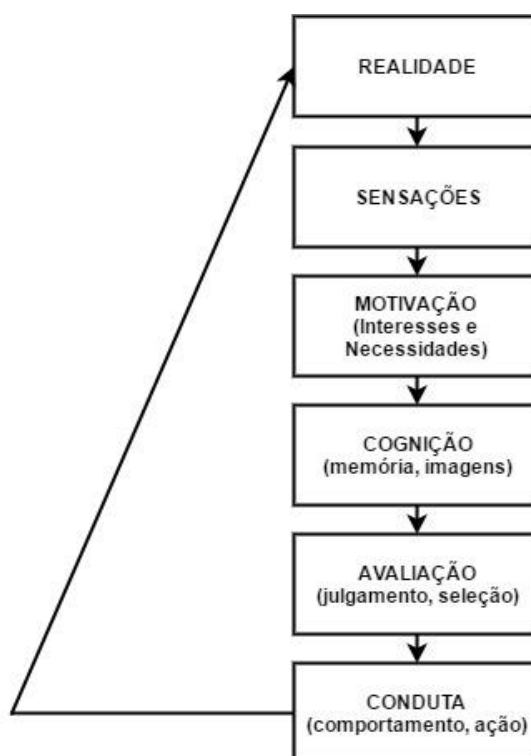 REALIDADE
SENSAÇÕES
MOTIVAÇÃO
(Interesses e
Necessidades)
COGNIÇÃO
(memória, imagens)
AVALIAÇÃO
(julgamento, seleção)
CONDUTA
(comportamento, ação)